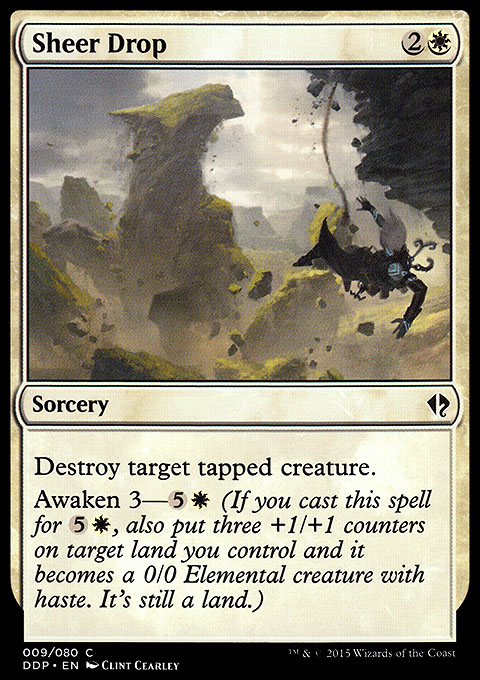 Sheer Drop 2
Sorcery
Destroy target tapped creature.
Awaken 3—5 (If you cast this spell
for 5, also put three +1/+1 counters
on target land you control and it
becomes a 0/0 Elemental creature with
haste. It's still a land.)
009/080 C
DDP • EN Clint Cearley
™ & © 2015 Wizards of the Coast